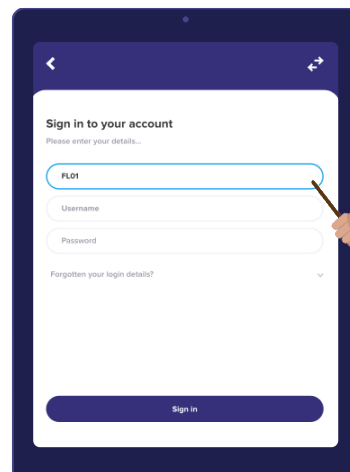 Sign in to your account
Please enter your details...
FL01
Username
Password
Forgotten your login details?
Sign in